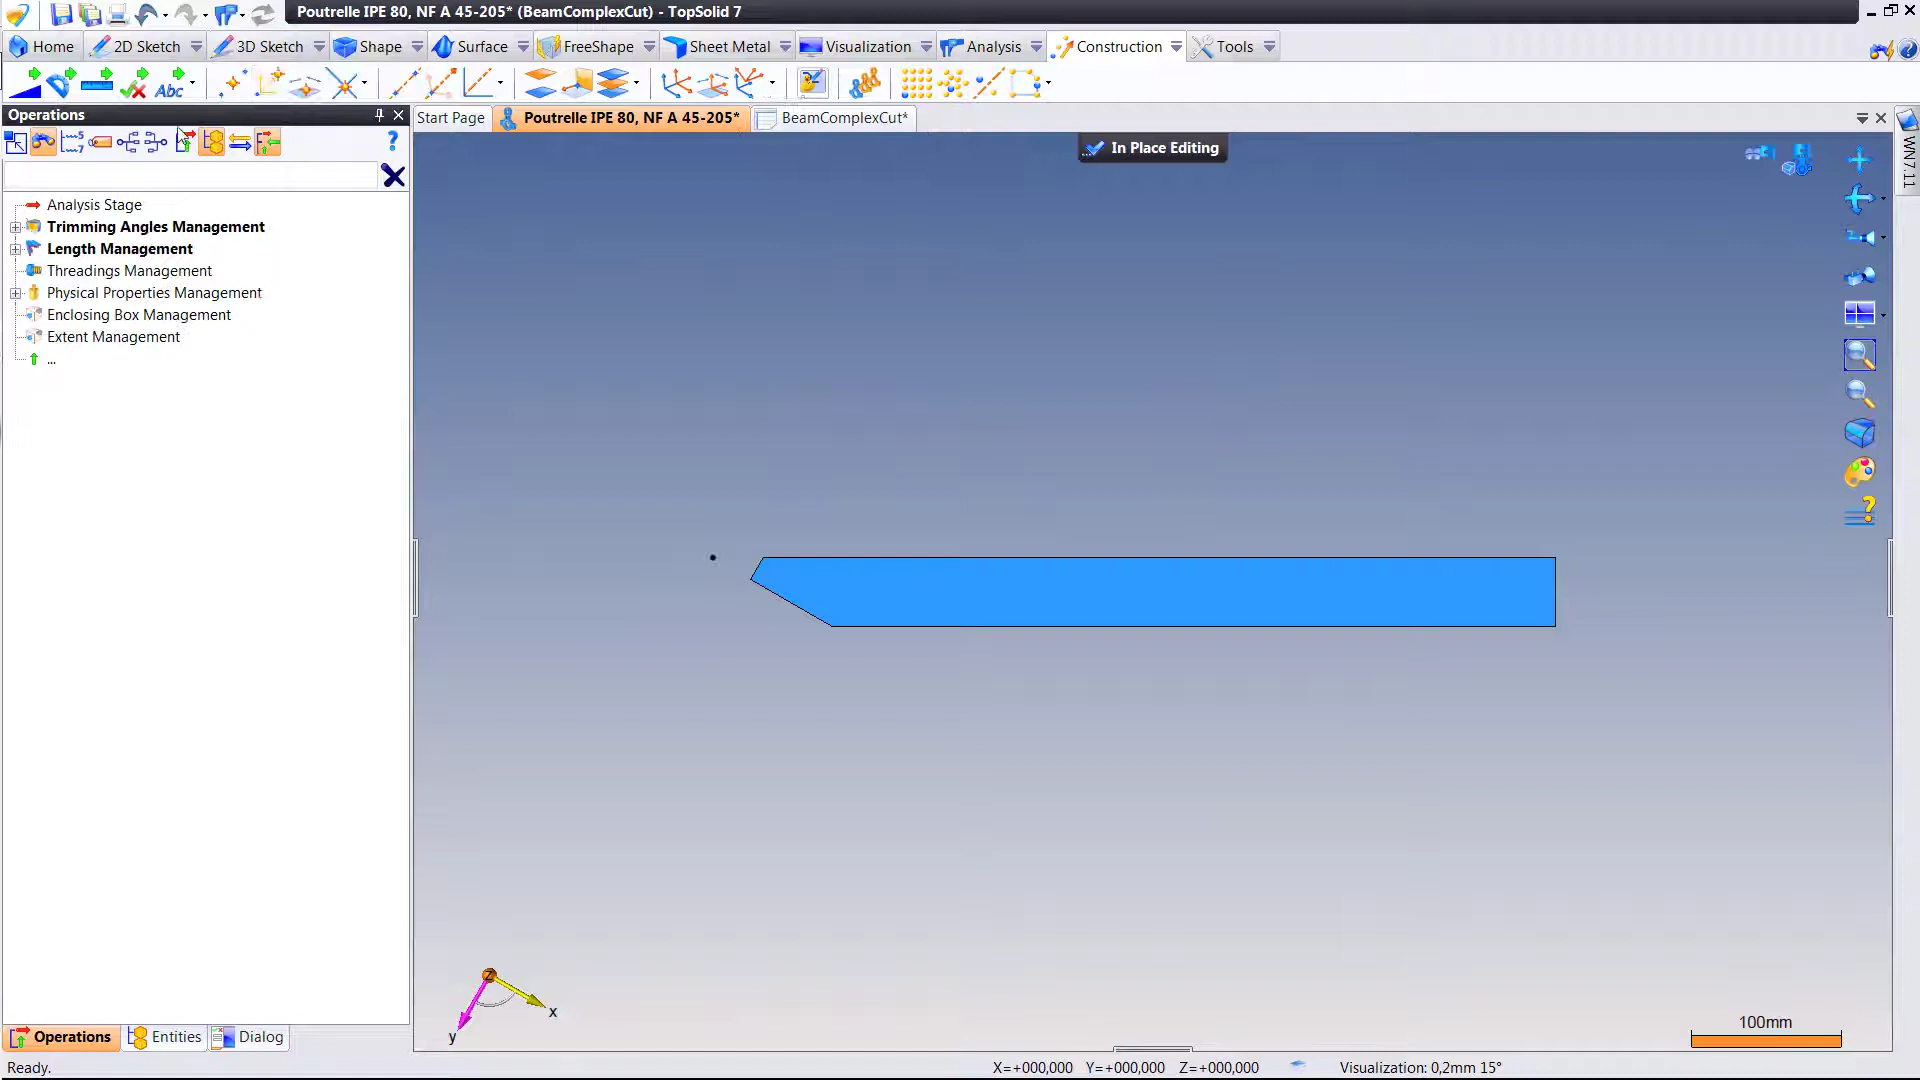 Poutrelle IPE 80, NF A 45-205* (BeamComplexCut) - TopSolid 7
Home 2D Sketch 3D Sketch Shape Surface FreeShape Sheet Metal Visualization Analysis Construction Tools
Abc
Operations
Start Page Poutrelle IPE 80, NF A 45-205* BeamComplexCut*
In Place Editing
WN7.11
Analysis Stage
Trimming Angles Management
Length Management
Threadings Management
Physical Properties Management
Enclosing Box Management
Extent Management
...
z
x
y
100mm
Operations Entities Dialog
Ready. X=+000,000 Y=+000,000 Z=+000,000 Visualization: 0,2mm 15°